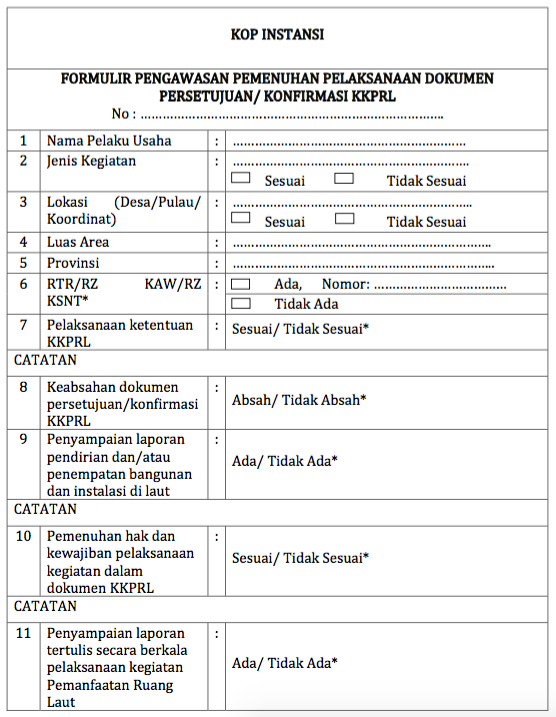 KOP INSTANSI
FORMULIR PENGAWASAN PEMENUHAN PELAKSANAAN DOKUMEN
PERSETUJUAN/ KONFIRMASI KKPRL
No : ……………………………………………………………………….
1 Nama Pelaku Usaha : ………………………………………………………
2 Jenis Kegiatan : ……………………………………………………….
Sesuai Tidak Sesuai
3 Lokasi (Desa/Pulau/ : ………………………………………………………..
Koordinat)
Sesuai Tidak Sesuai
4 Luas Area : …………………………………………………………….
5 Provinsi : ……………………………………………………………..
6 RTR/RZ KAW/RZ : Ada, Nomor: ………………………………
KSNT* Tidak Ada
7 Pelaksanaan ketentuan : Sesuai/ Tidak Sesuai*
KKPRL
CATATAN
8 Keabsahan dokumen :
persetujuan/konfirmasi Absah/ Tidak Absah*
KKPRL
9 Penyampaian laporan :
pendirian dan/atau
penempatan bangunan Ada/ Tidak Ada*
dan instalasi di laut
CATATAN
10 Pemenuhan hak dan :
kewajiban pelaksanaan
kegiatan dalam Sesuai/ Tidak Sesuai*
dokumen KKPRL
CATATAN
11 Penyampaian laporan :
tertulis secara berkala
pelaksanaan kegiatan Ada/ Tidak Ada*
Pemanfaatan Ruang
Laut